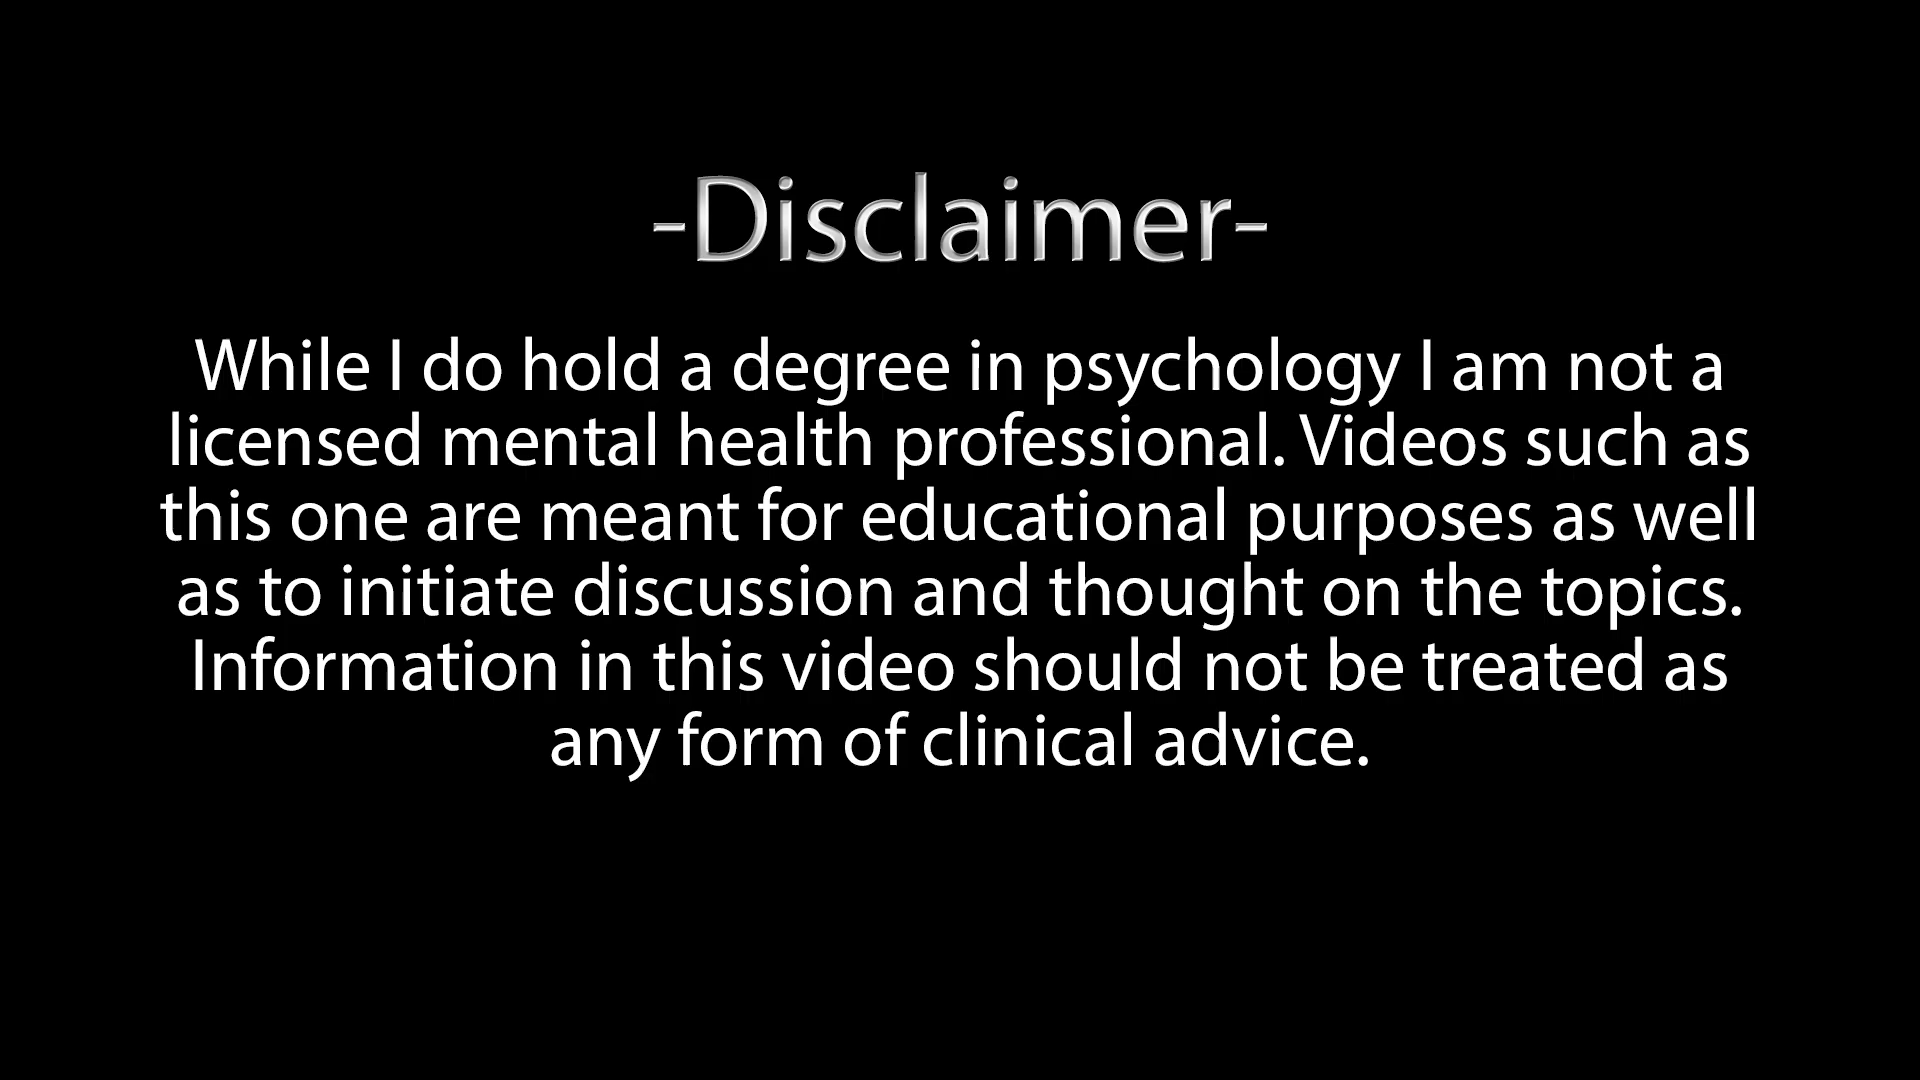 -Disclaimer-
While I do hold a degree in psychology I am not a
licensed mental health professional. Videos such as
this one are meant for educational purposes as well
as to initiate discussion and thought on the topics.
Information in this video should not be treated as
any form of clinical advice.